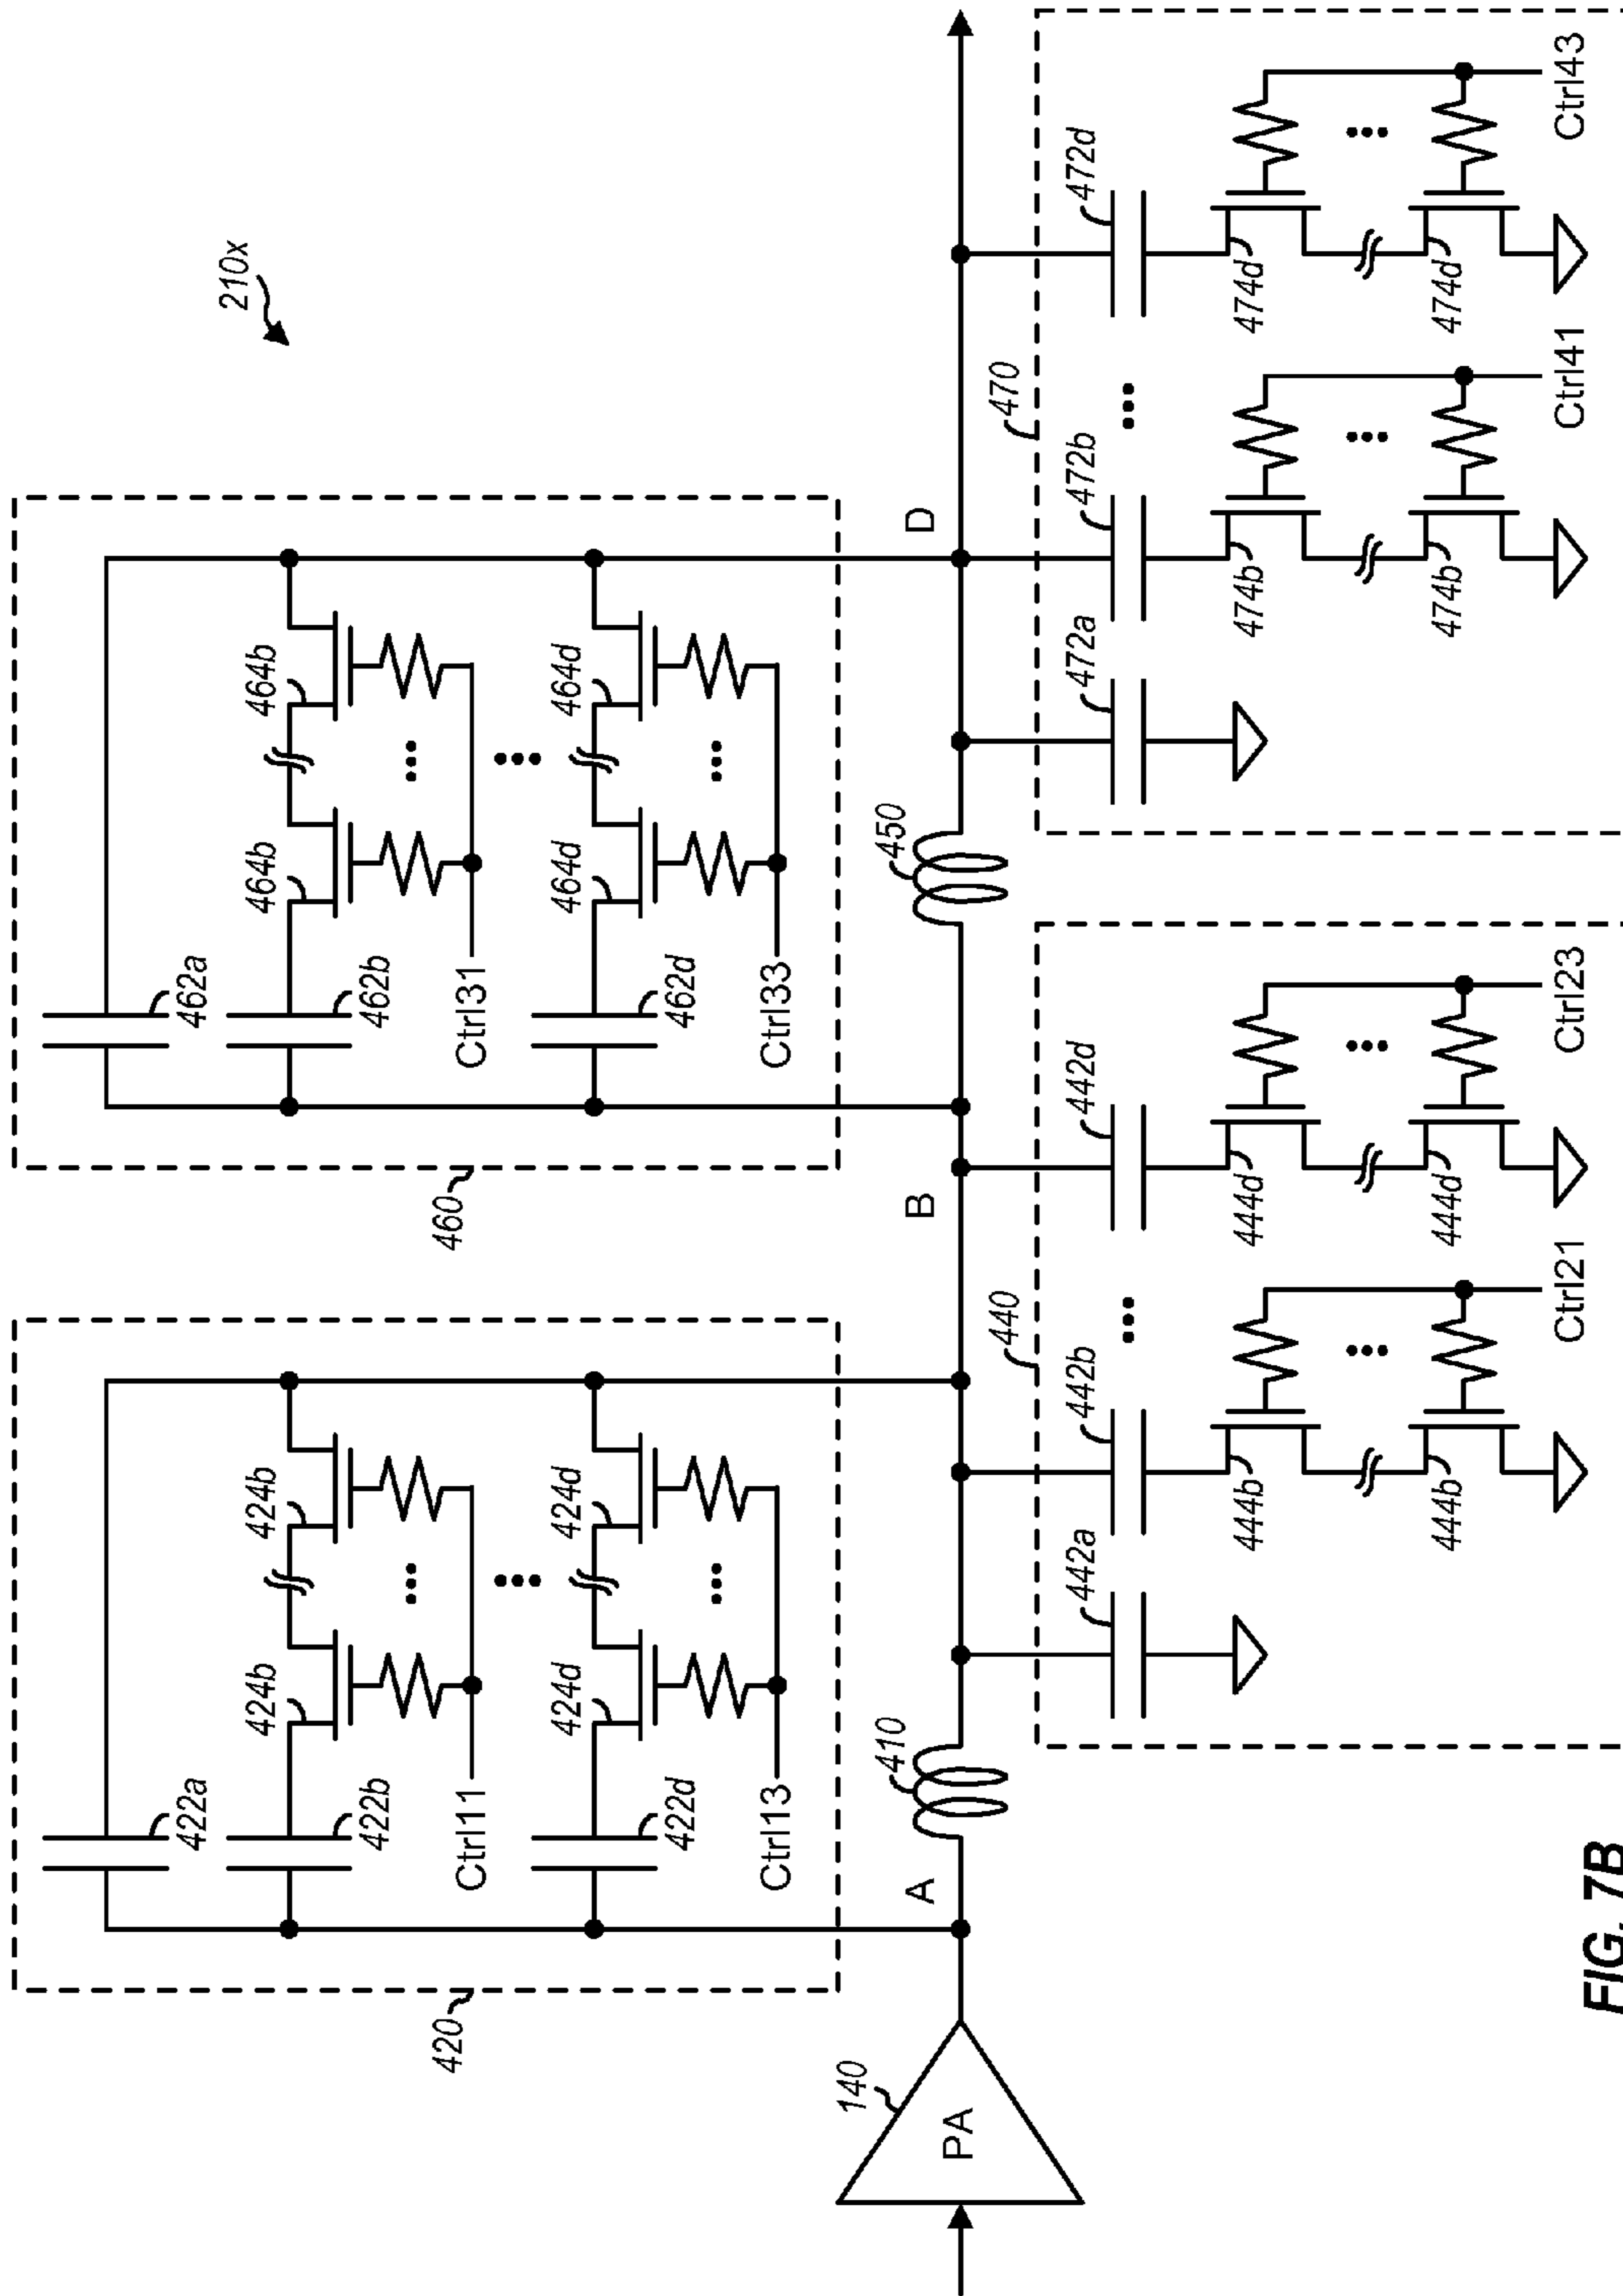 210x
422a
424b
424b
422b
Ctrl11
424d
424d
422d
Ctrl13
420
462a
464b
464b
462b
Ctrl31
464d
464d
462d
Ctrl33
460
140
PA
A
410
B
450
D
440
442a
442b
•••
442d
444b
444d
444b
444d
Ctrl21
Ctrl23
470
472a
472b
•••
472d
474b
474d
474b
474d
Ctrl41
Ctrl43
FIG. 7B